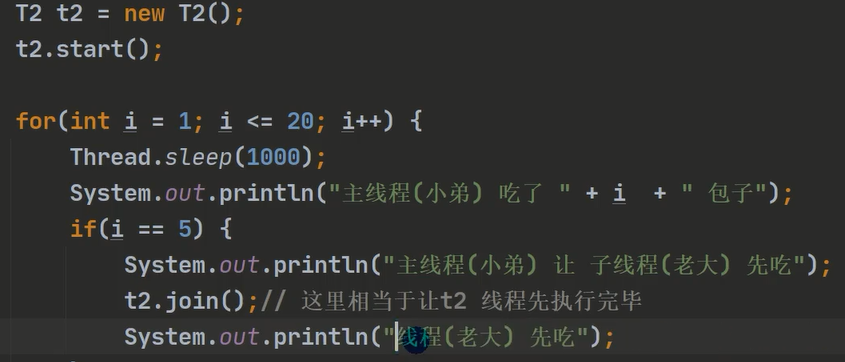 T2 t2 = new T2();
t2.start();
for(int i = 1; i <= 20; i++) {
Thread.sleep(1000);
System.out.println("主线程(小弟) 吃了 " + i  + " 包子");
if(i == 5) {
System.out.println("主线程(小弟) 让 子线程(老大) 先吃");
t2.join();// 这里相当于让t2 线程先执行完毕
System.out.println("线程(老大) 先吃");